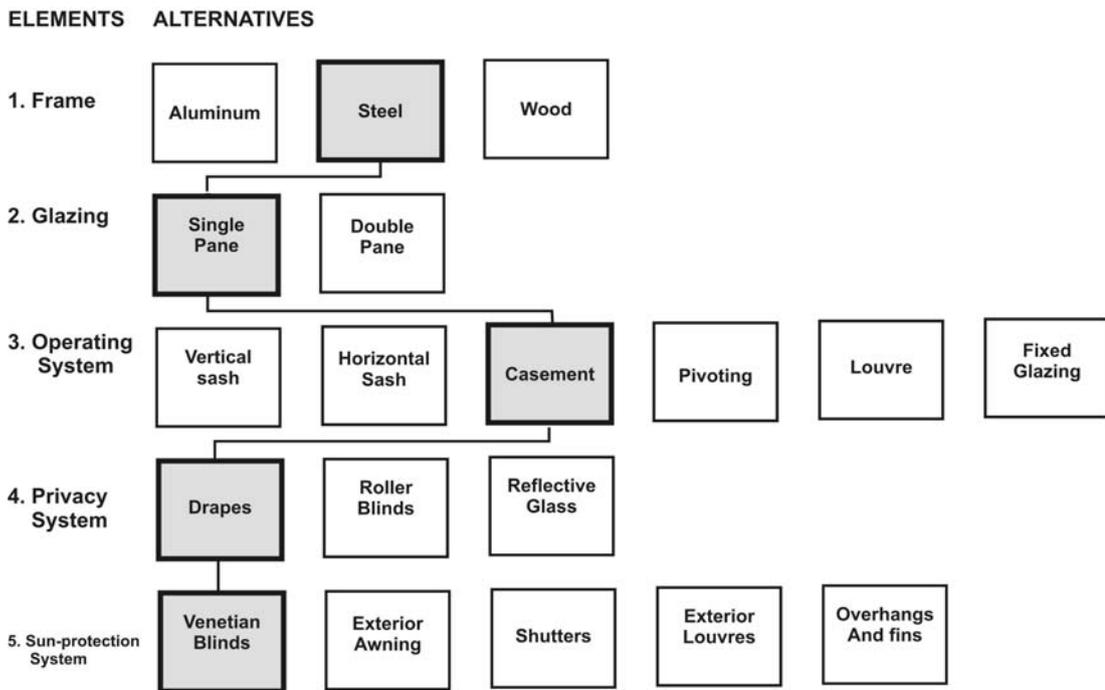 ELEMENTS ALTERNATIVES
1. Frame
Aluminum
Steel
Wood
2. Glazing
Single
Pane
Double
Pane
3. Operating
System
Vertical
sash
Horizontal
Sash
Casement
Pivoting
Louvre
Fixed
Glazing
4. Privacy
System
Drapes
Roller
Blinds
Reflective
Glass
5. Sun-protection
System
Venetian
Blinds
Exterior
Awning
Shutters
Exterior
Louvres
Overhangs
And fins